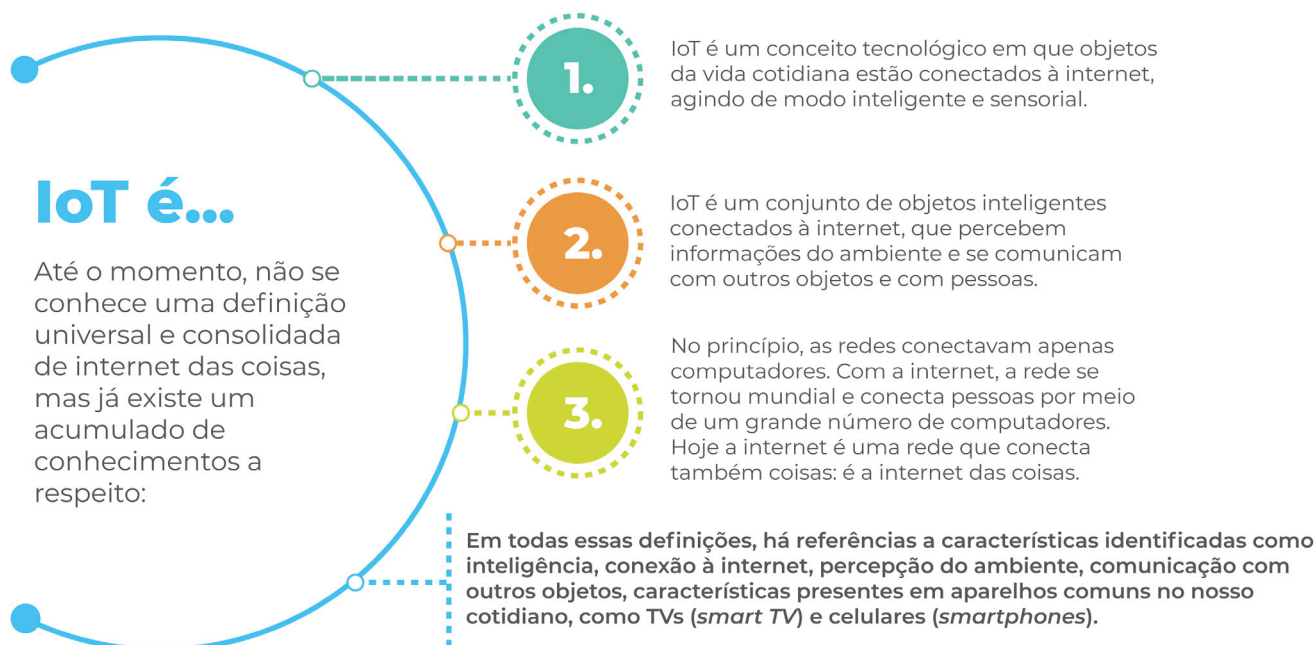 IoT é...
Até o momento, não se
conhece uma definição
universal e consolidada
de internet das coisas,
mas já existe um
acumulado de
conhecimentos a
respeito:
1.
IoT é um conceito tecnológico em que objetos
da vida cotidiana estão conectados à internet,
agindo de modo inteligente e sensorial.
2.
IoT é um conjunto de objetos inteligentes
conectados à internet, que percebem
informações do ambiente e se comunicam
com outros objetos e com pessoas.
3.
No princípio, as redes conectavam apenas
computadores. Com a internet, a rede se
tornou mundial e conecta pessoas por meio
de um grande número de computadores.
Hoje a internet é uma rede que conecta
também coisas: é a internet das coisas.
Em todas essas definições, há referências a características identificadas como
inteligência, conexão à internet, percepção do ambiente, comunicação com
outros objetos, características presentes em aparelhos comuns no nosso
cotidiano, como TVs (smart TV) e celulares (smartphones).